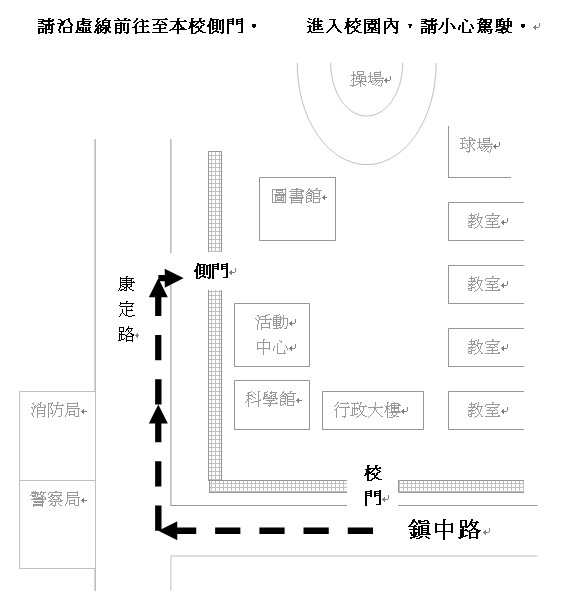 請沿虛線前往至本校側門。 進入校園內，請小心駕駛。
操場
球場
圖書館
教室
側門
教室
康
定
路
活動
中心
教室
科學館
行政大樓
教室
消防局
校
門
警察局
鎮中路